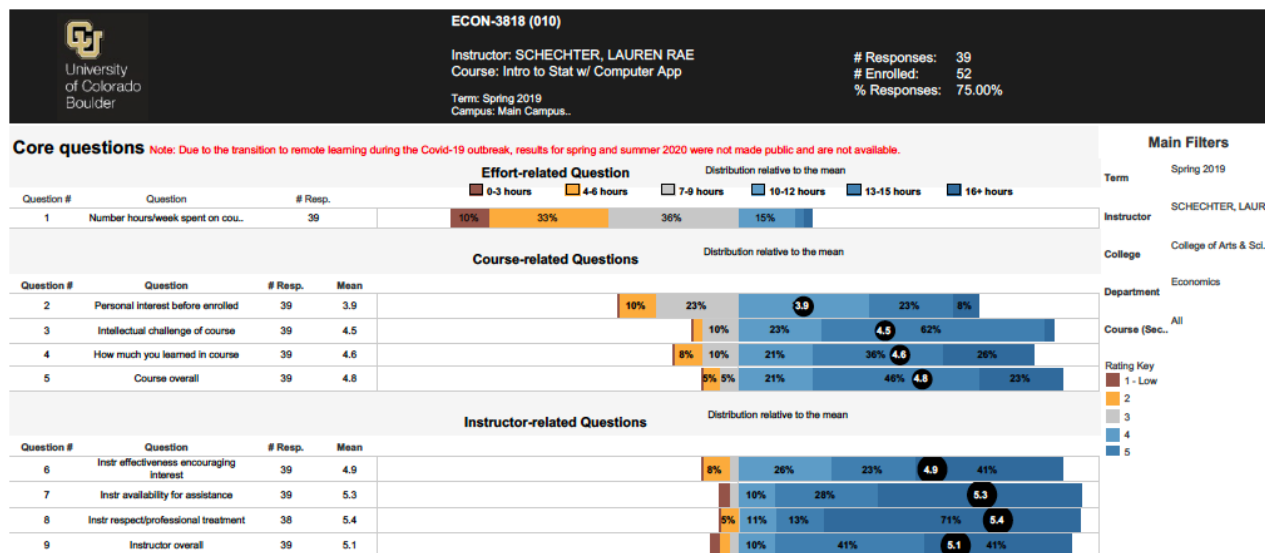 ECON-3818 (010)
University
of Colorado
Boulder
Instructor: SCHECHTER, LAUREN RAE
Course: Intro to Stat w/ Computer App
Term: Spring 2019
Campus: Main Campus..
# Responses: 39
# Enrolled: 52
% Responses: 75.00%
Core questions Note: Due to the transition to remote learning during the Covid-19 outbreak, results for spring and summer 2020 were not made public and are not available.
Effort-related Question Distribution relative to the mean
0-3 hours 4-6 hours 7-9 hours 10-12 hours 13-15 hours 16+ hours
Question # Question # Resp.
1 Number hours/week spent on cou.. 39 10% 33% 36% 15%
Course-related Questions Distribution relative to the mean
Question # Question # Resp. Mean
2 Personal interest before enrolled 39 3.9 10% 23% 3.9 23% 8%
3 Intellectual challenge of course 39 4.5 10% 23% 4.5 62%
4 How much you learned in course 39 4.6 8% 10% 21% 36% 4.6 26%
5 Course overall 39 4.8 5% 5% 21% 46% 4.8 23%
Instructor-related Questions Distribution relative to the mean
Question # Question # Resp. Mean
6 Instr effectiveness encouraging interest 39 4.9 8% 26% 23% 4.9 41%
7 Instr availability for assistance 39 5.3 10% 28% 5.3
8 Instr respect/professional treatment 38 5.4 5% 11% 13% 71% 5.4
9 Instructor overall 39 5.1 10% 41% 5.1 41%
Main Filters
Term Spring 2019
Instructor SCHECHTER, LAUR
College College of Arts & Sci.
Department Economics
Course (Sec.. All
Rating Key
1 - Low
2
3
4
5